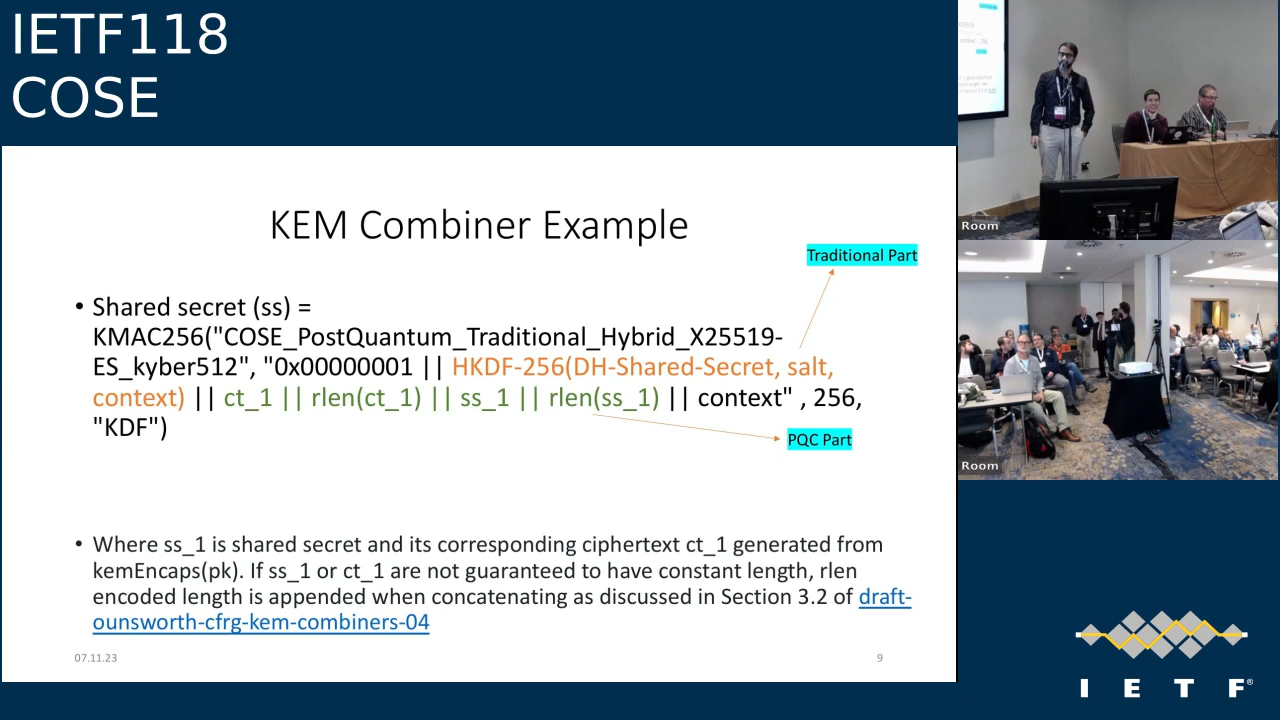 IETF118
COSE
KEM Combiner Example
Traditional Part
• Shared secret (ss) =
KMAC256("COSE_PostQuantum_Traditional_Hybrid_X25519-
ES_kyber512", "0x00000001 || HKDF-256(DH-Shared-Secret, salt,
context) || ct_1 || rlen(ct_1) || ss_1 || rlen(ss_1) || context" , 256,
"KDF")
PQC Part
• Where ss_1 is shared secret and its corresponding ciphertext ct_1 generated from
kemEncaps(pk). If ss_1 or ct_1 are not guaranteed to have constant length, rlen
encoded length is appended when concatenating as discussed in Section 3.2 of draft-
ounsworth-cfrg-kem-combiners-04
07.11.23
9
Room
Room
I E T F®